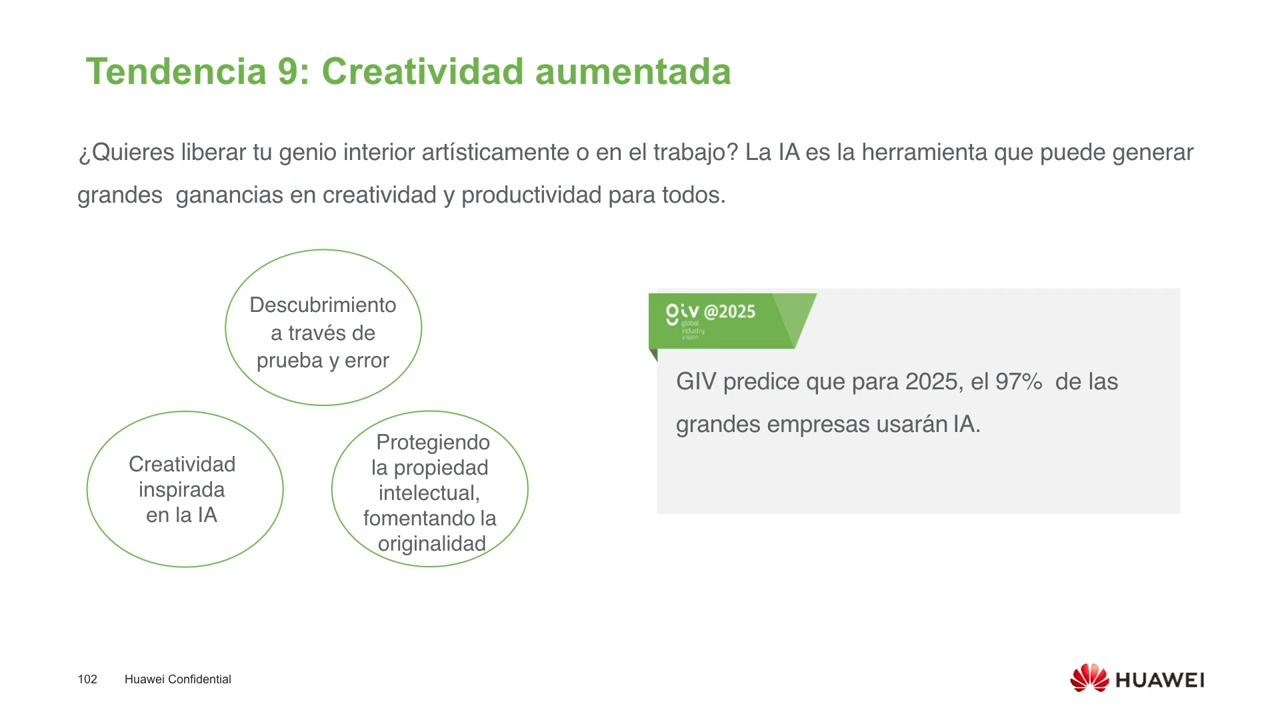 Tendencia 9: Creatividad aumentada
¿Quieres liberar tu genio interior artísticamente o en el trabajo? La IA es la herramienta que puede generar
grandes ganancias en creatividad y productividad para todos.
Descubrimiento
a través de
prueba y error
Creatividad
inspirada
en la IA
Protegiendo
la propiedad
intelectual,
fomentando la
originalidad
giv @2025
global
industry
vision
GIV predice que para 2025, el 97% de las
grandes empresas usarán IA.
102 Huawei Confidential
HUAWEI